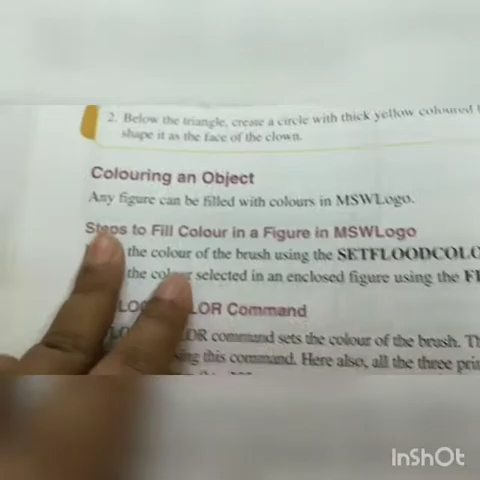 2. Below the triangle, create a circle with thick yellow coloured
shape it as the face of the clown.
Colouring an Object
Any figure can be filled with colours in MSWLogo.
Steps to Fill Colour in a Figure in MSWLogo
the colour of the brush using the SETFLOODCOLO
the colour selected in an enclosed figure using the
LOR Command
OR command sets the colour of the brush.
this command. Here also, all the three
InShOt